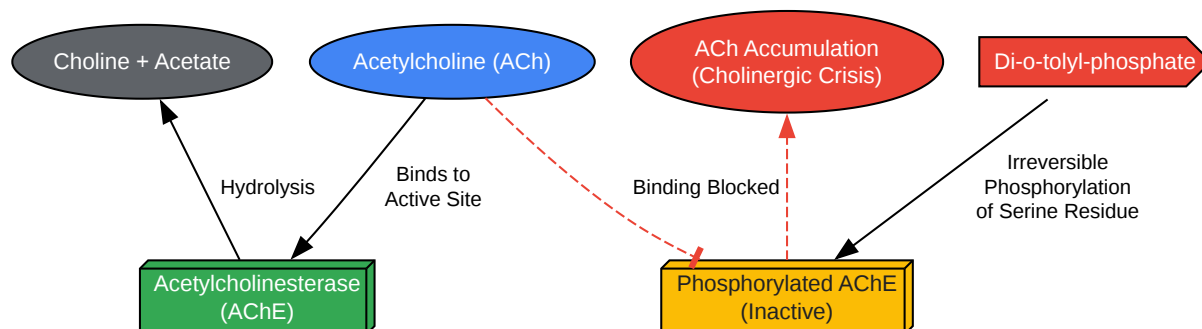 Choline + Acetate
Acetylcholine (ACh)
ACh Accumulation
(Cholinergic Crisis)
Di-o-tolyl-phosphate
Hydrolysis
Binds to
Active Site
Binding Blocked
Irreversible
Phosphorylation
of Serine Residue
Acetylcholinesterase
(AChE)
Phosphorylated AChE
(Inactive)